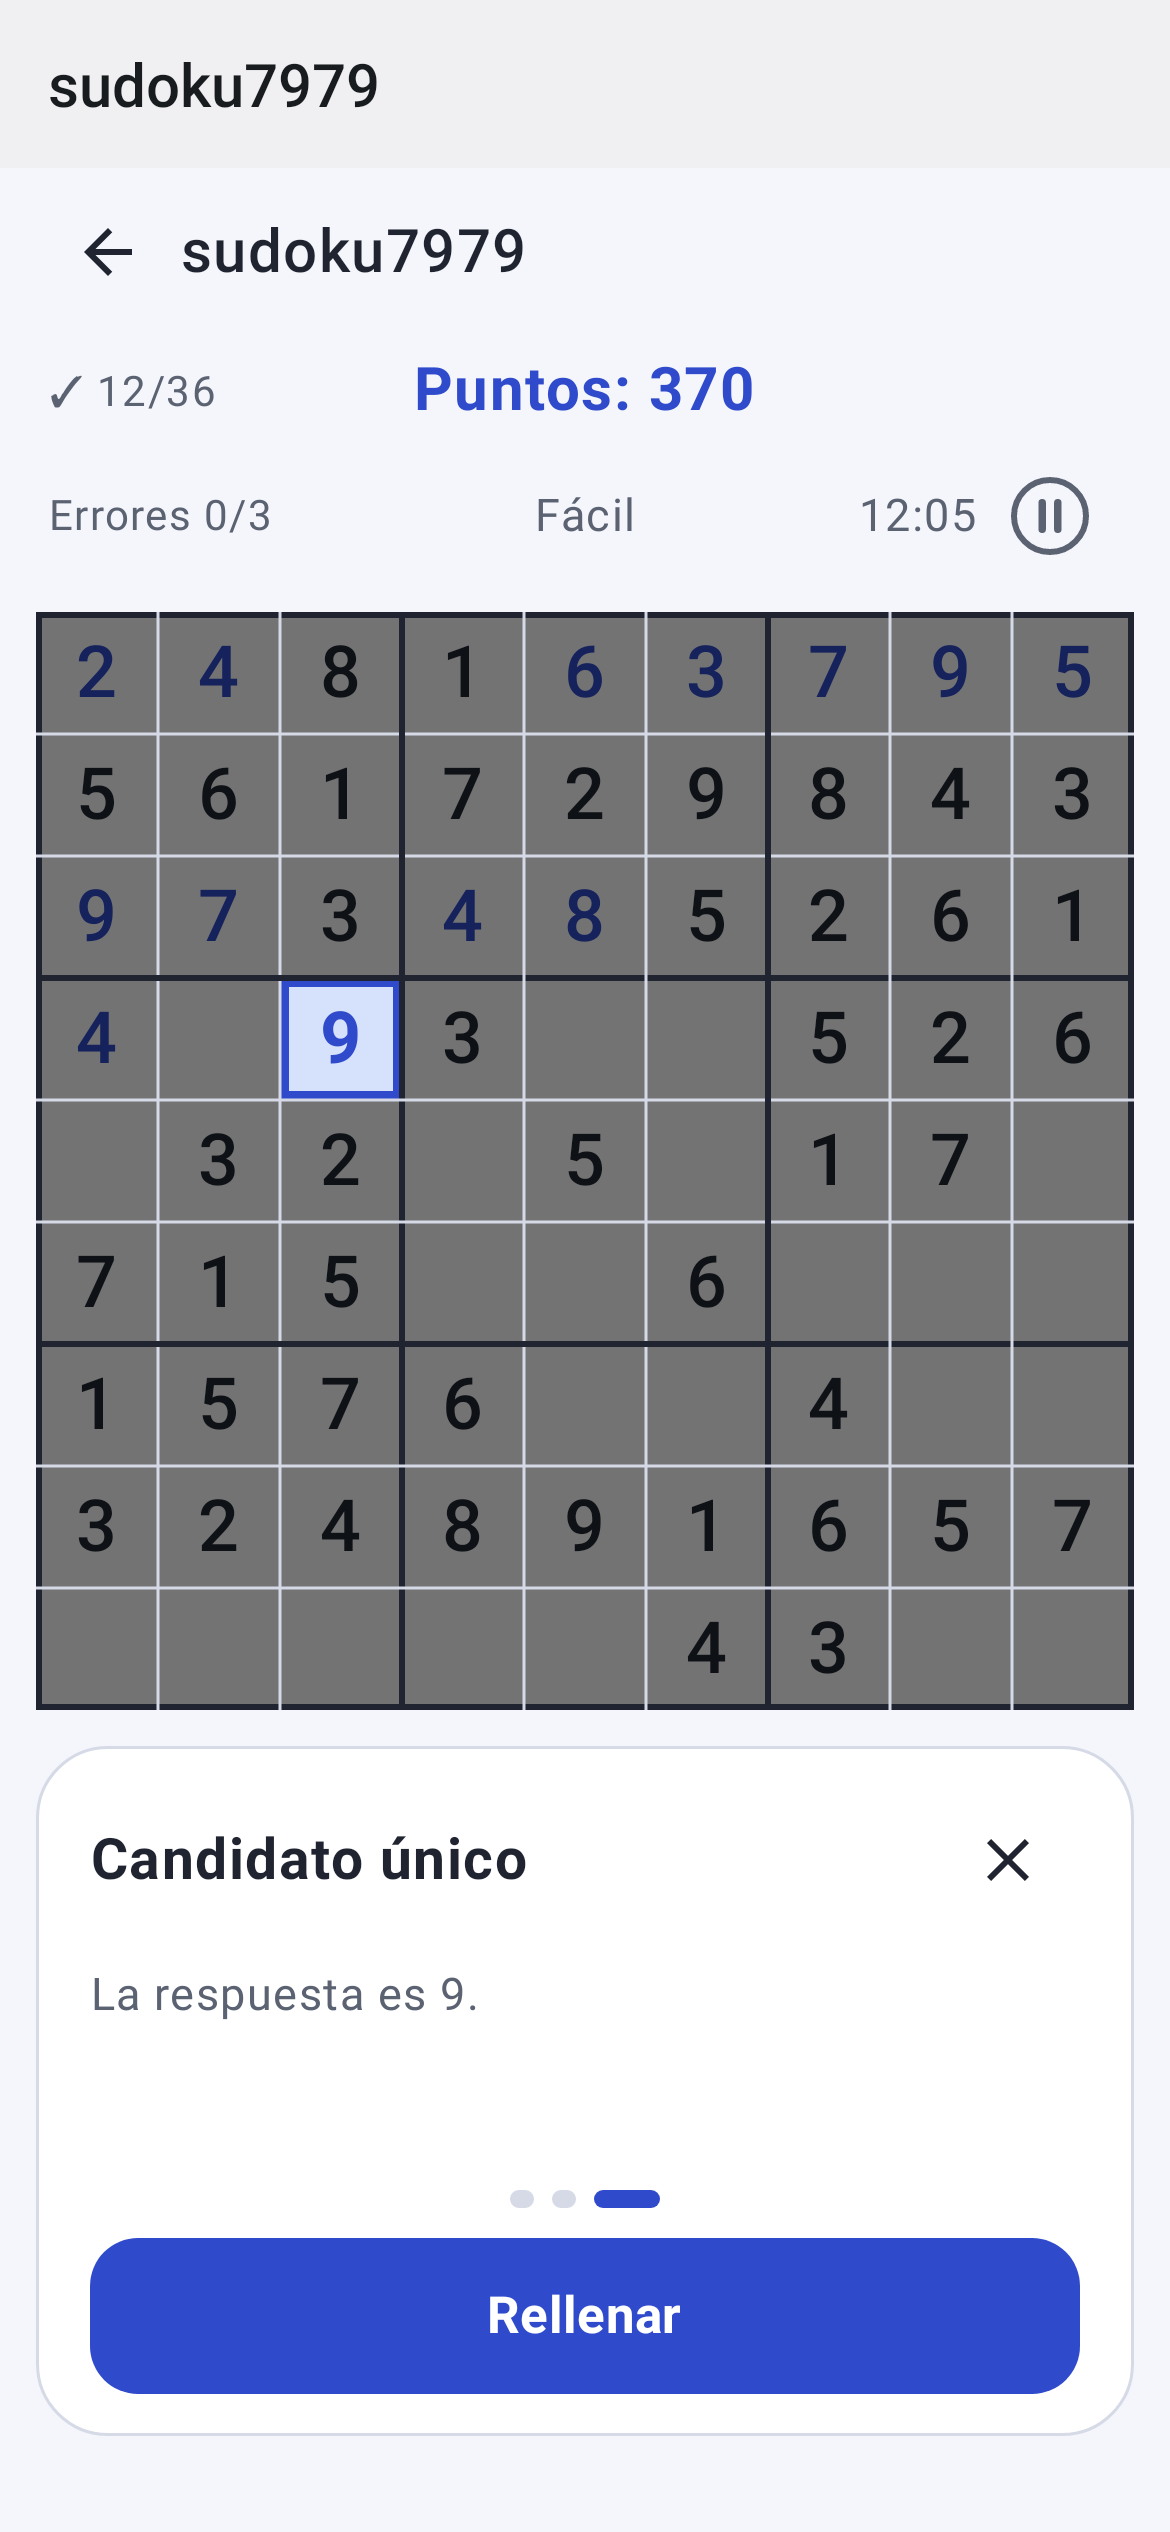 sudoku7979
sudoku7979
✓ 12/36 Puntos: 370
Errores 0/3 Fácil 12:05
2 4 8 1 6 3 7 9 5
5 6 1 7 2 9 8 4 3
9 7 3 4 8 5 2 6 1
4 9 3 5 2 6
3 2 5 1 7
7 1 5 6
1 5 7 6 4
3 2 4 8 9 1 6 5 7
4 3
Candidato único
La respuesta es 9.
Rellenar